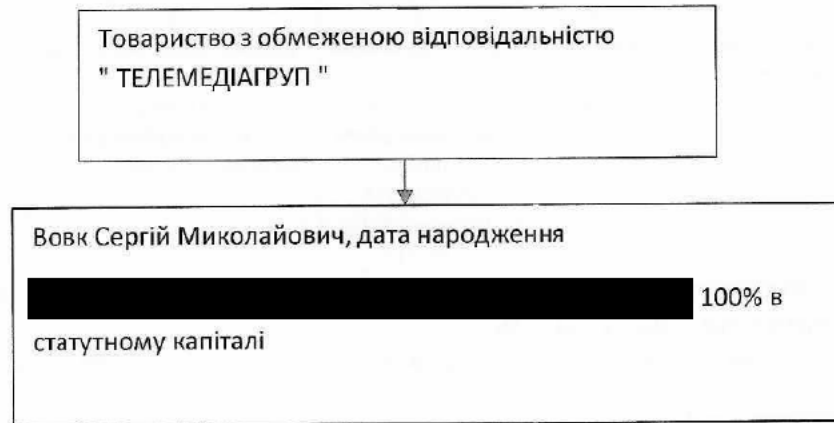 Товариство з обмеженою відповідальністю
" ТЕЛЕМЕДІАГРУП "
Вовк Сергій Миколайович, дата народження
100% в
статутному капіталі